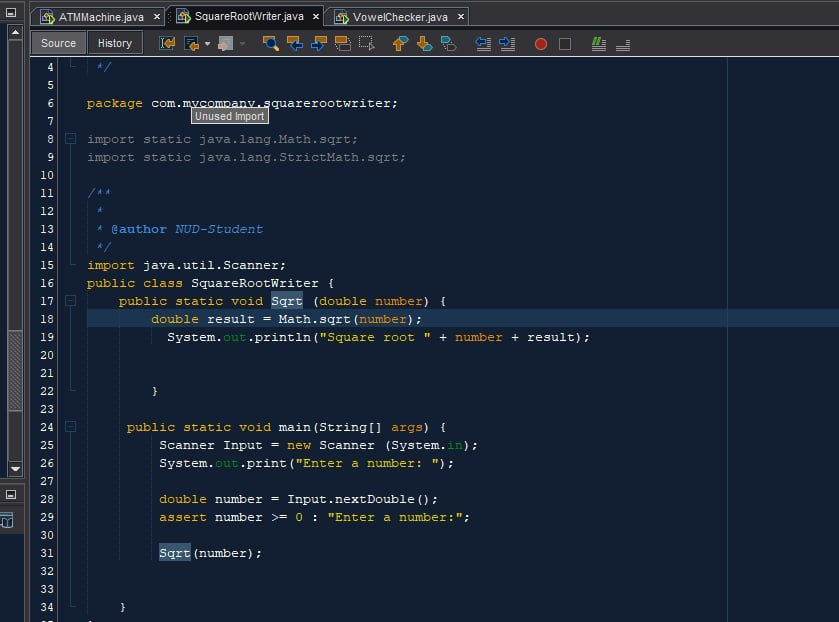 ATMMachine.java × SquareRootWriter.java × VowelChecker.java ×
Source History
4 */
5
6 package com.mycompany.squarerootwriter;
Unused Import
7
8 import static java.lang.Math.sqrt;
9 import static java.lang.StrictMath.sqrt;
10
11 /**
12 *
13 * @author NUD-Student
14 */
15 import java.util.Scanner;
16 public class SquareRootWriter {
17 public static void Sqrt (double number) {
18 double result = Math.sqrt(number);
19 System.out.println("Square root " + number + result);
20
21
22 }
23
24 public static void main(String[] args) {
25 Scanner Input = new Scanner (System.in);
26 System.out.print("Enter a number: ");
27
28 double number = Input.nextDouble();
29 assert number >= 0 : "Enter a number:";
30
31 Sqrt(number);
32
33
34 }